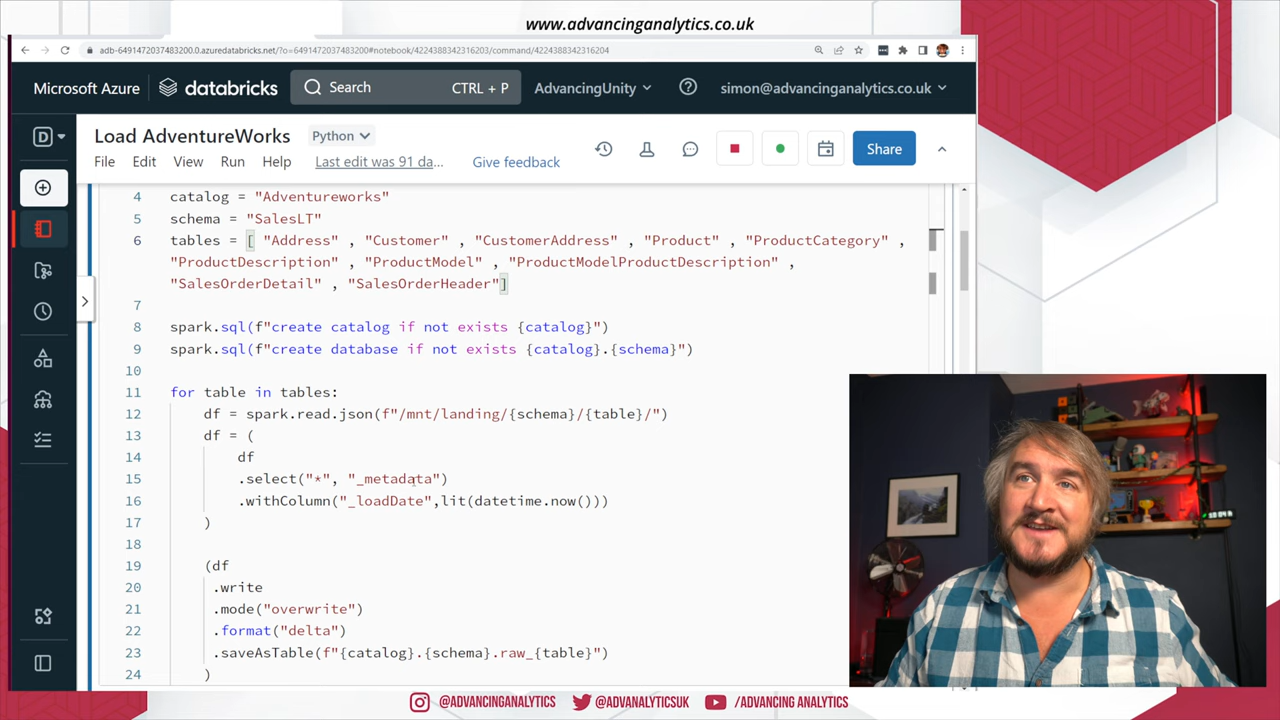 www.advancinganalytics.co.uk
adb-6491472037483200.0.azuredatabricks.net/?o=6491472037483200#notebook/4224388342316203/command/4224388342316204
Microsoft Azure databricks Search CTRL + P AdvancingUnity simon@advancinganalytics.co.uk
D Load AdventureWorks Python
File Edit View Run Help Last edit was 91 da... Give feedback Share
4 catalog = "Adventureworks"
5 schema = "SalesLT"
6 tables = [ "Address" , "Customer" , "CustomerAddress" , "Product" , "ProductCategory" ,
"ProductDescription" , "ProductModel" , "ProductModelProductDescription" ,
"SalesOrderDetail" , "SalesOrderHeader"]
7
8 spark.sql(f"create catalog if not exists {catalog}")
9 spark.sql(f"create database if not exists {catalog}.{schema}")
10
11 for table in tables:
12 df = spark.read.json(f"/mnt/landing/{schema}/{table}/")
13 df = (
14 df
15 .select("*", "_metadata")
16 .withColumn("_loadDate",lit(datetime.now()))
17 )
18
19 (df
20 .write
21 .mode("overwrite")
22 .format("delta")
23 .saveAsTable(f"{catalog}.{schema}.raw_{table}")
24 )
@ADVANCINGANALYTICS @ADVANALYTICSUK /ADVANCING ANALYTICS